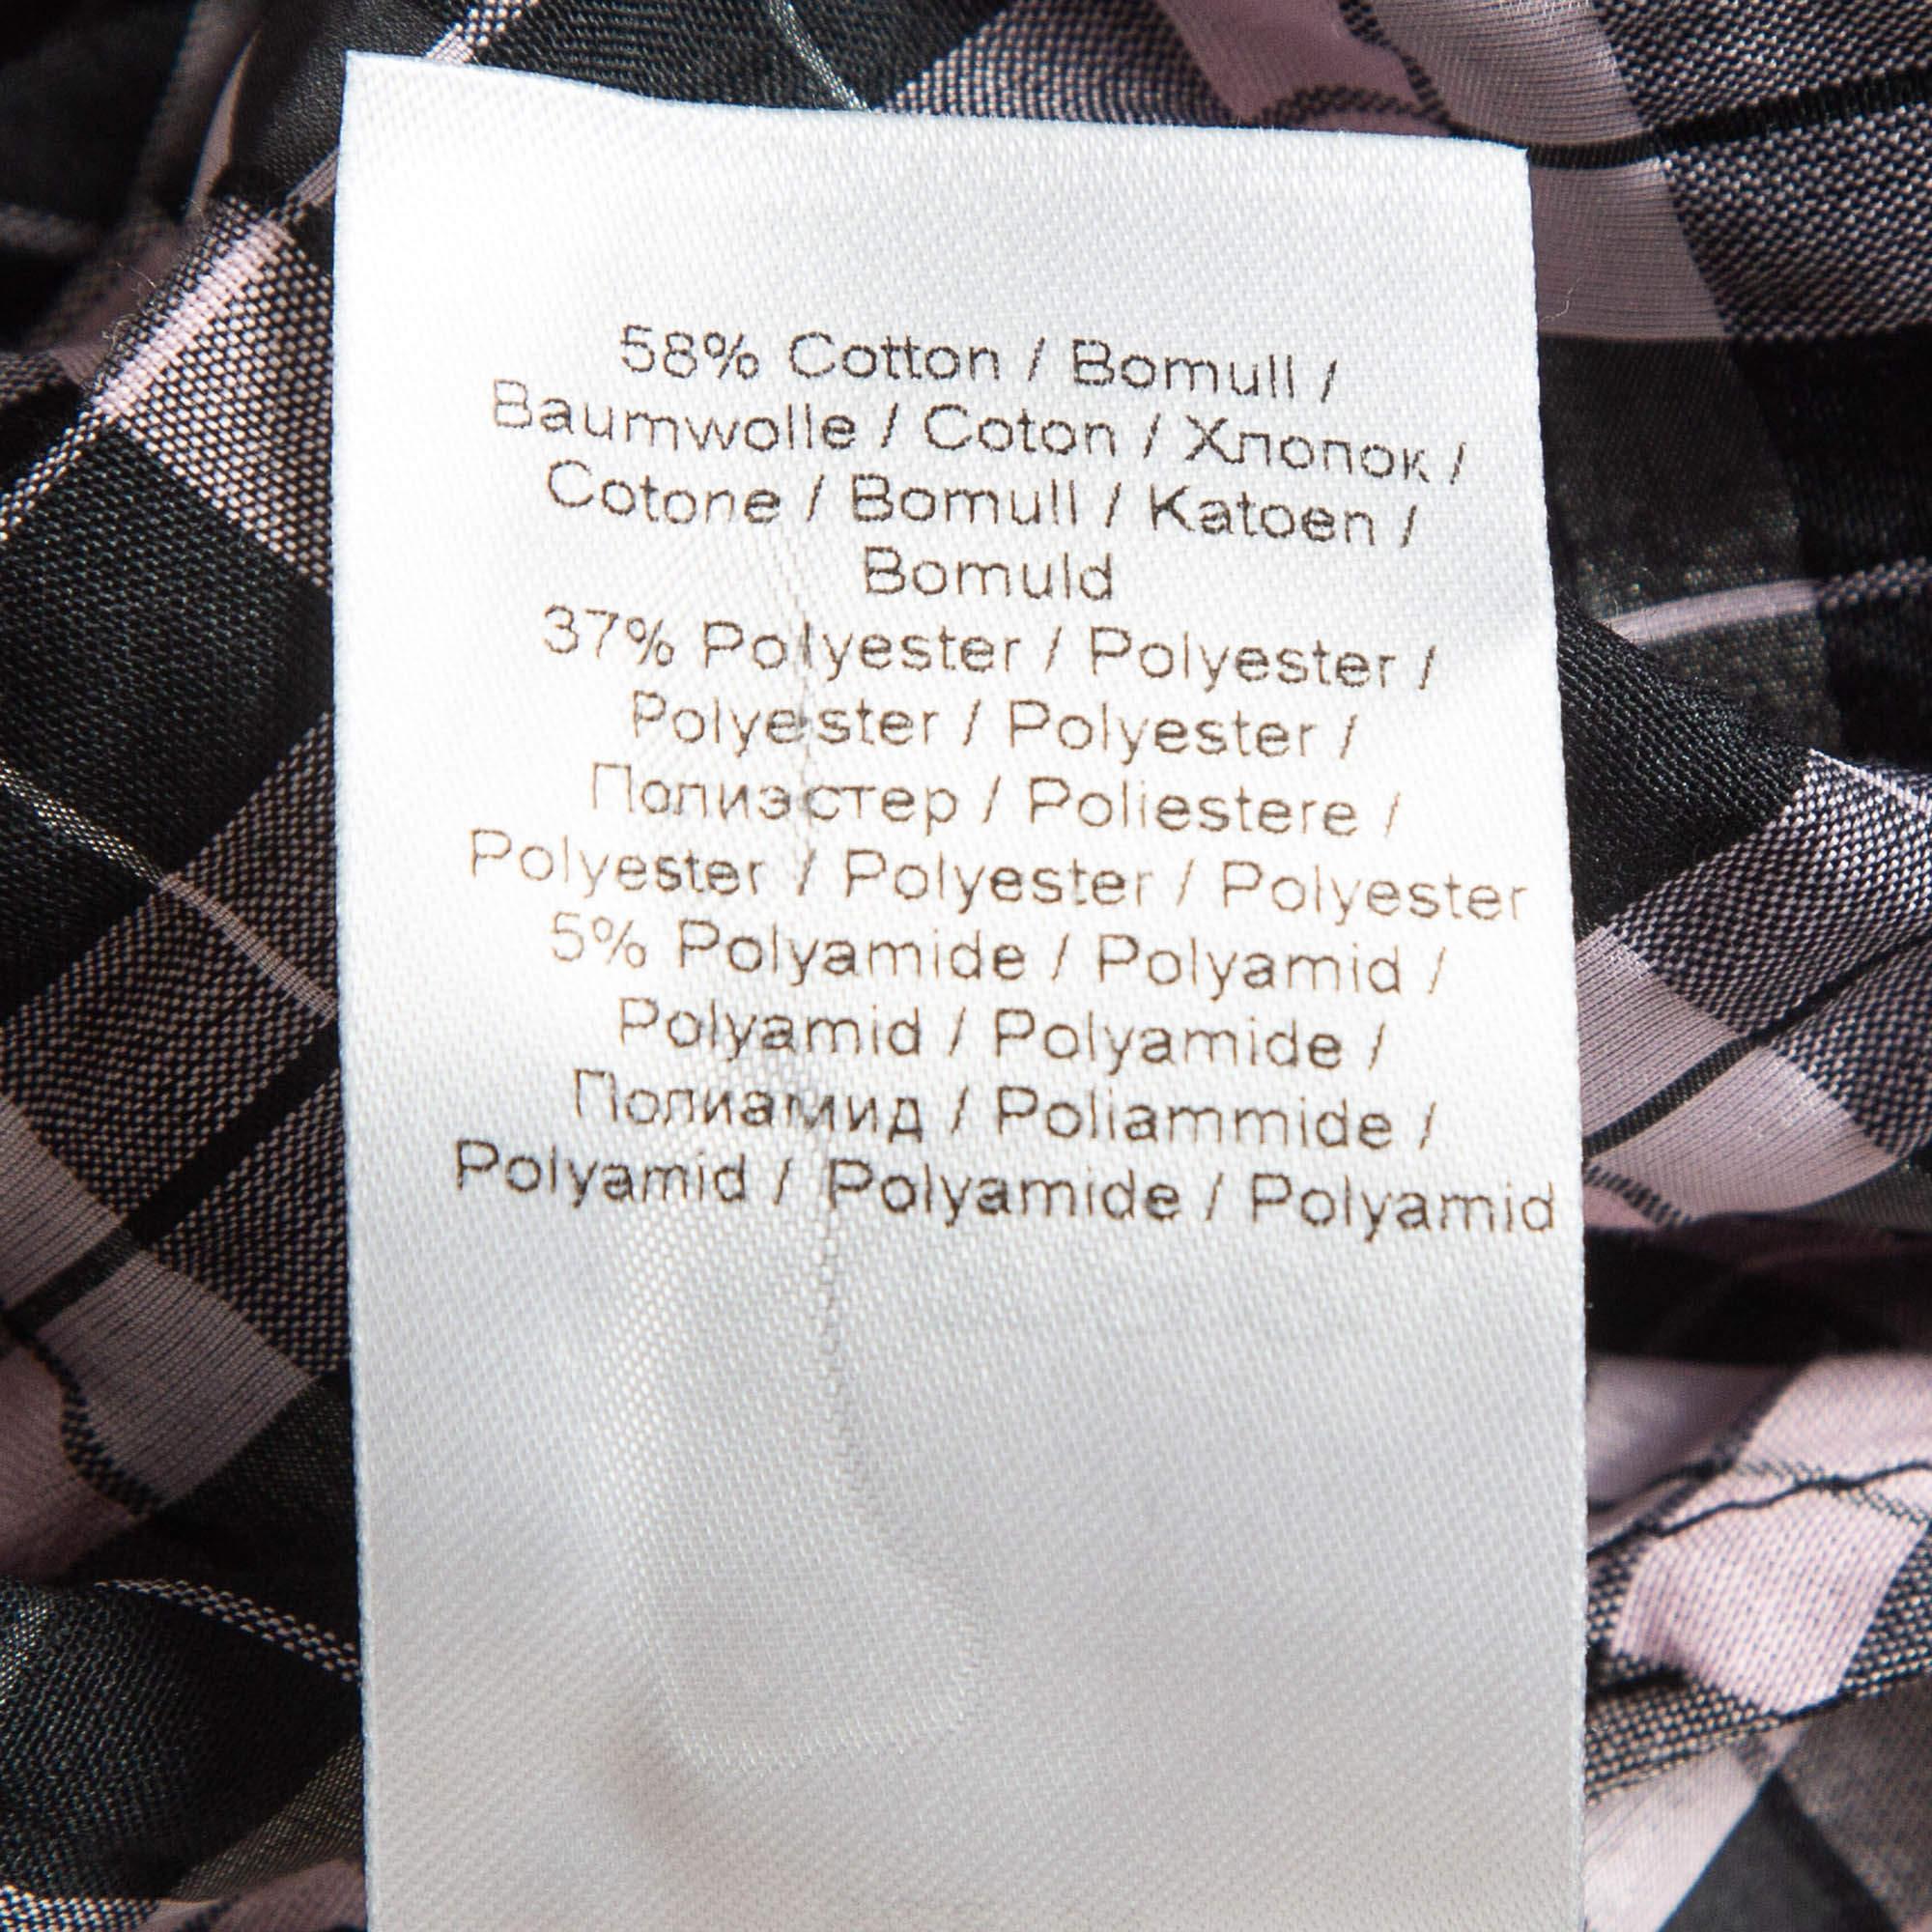 58% Cotton / Bomull /
Baumwolle / Coton / Хлопок /
Cotone / Bomull / Katoen /
Bomuld
37% Polyester / Polyester /
Polyester / Polyester /
Полиэстер / Poliestere /
Polyester / Polyester / Polyester
5% Polyamide / Polyamid /
Polyamid / Polyamide /
Полиамид / Poliammide /
Polyamid / Polyamide / Polyamid